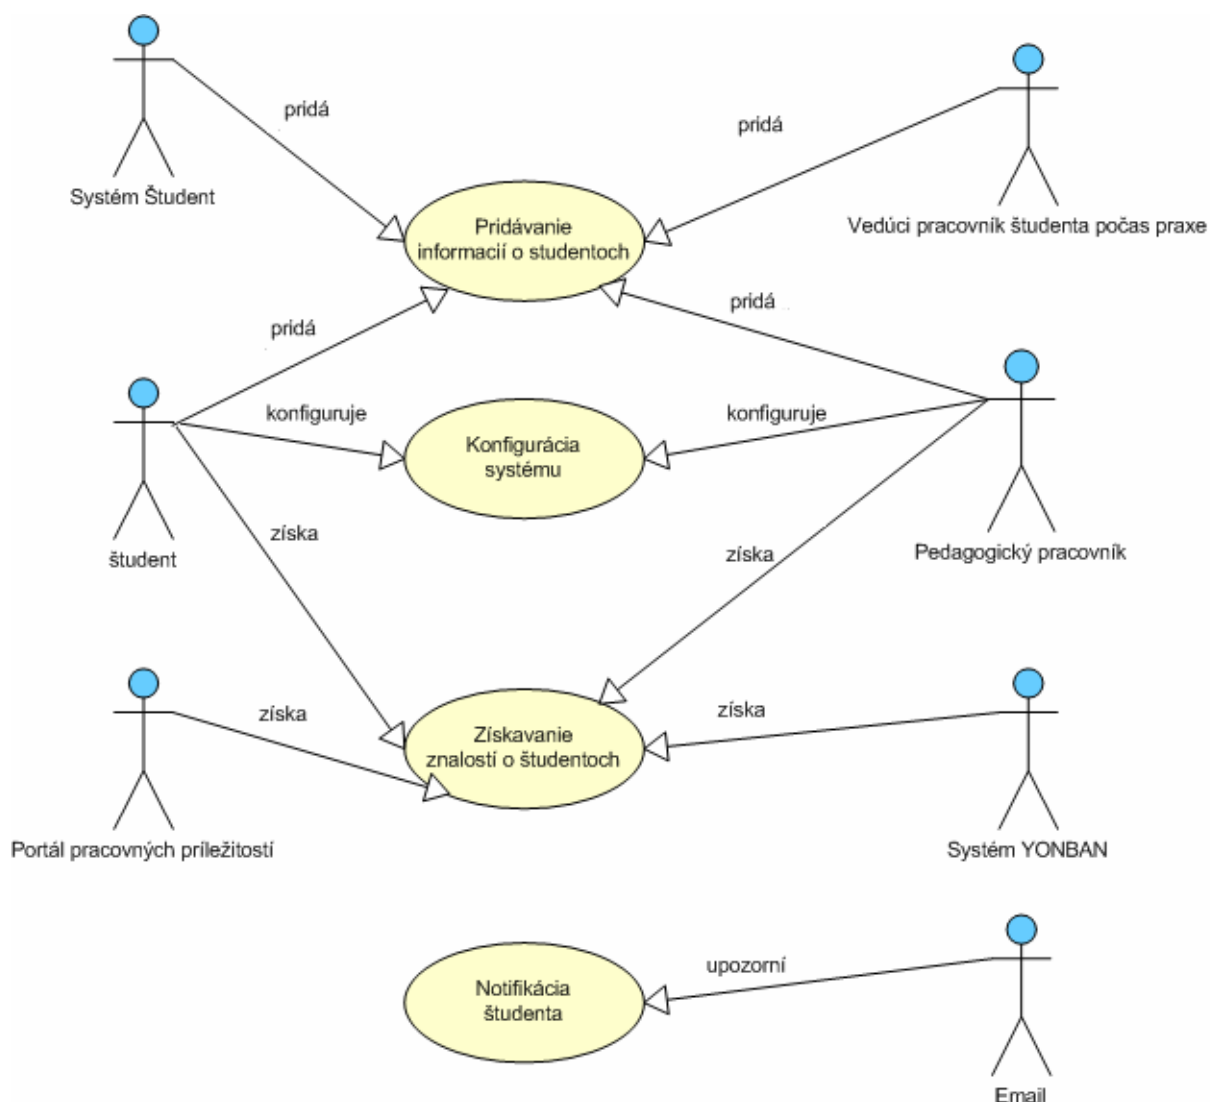 pridá
pridá
Systém Študent
Vedúci pracovník študenta počas praxe
Pridávanie
informacií o studentoch
pridá
pridá
konfiguruje
konfiguruje
Konfigurácia
systému
študent
Pedagogický pracovník
získa
získa
získa
získa
Získavanie
znalostí o študentoch
Portál pracovných príležitostí
Systém YONBAN
upozorní
Notifikácia
študenta
Email